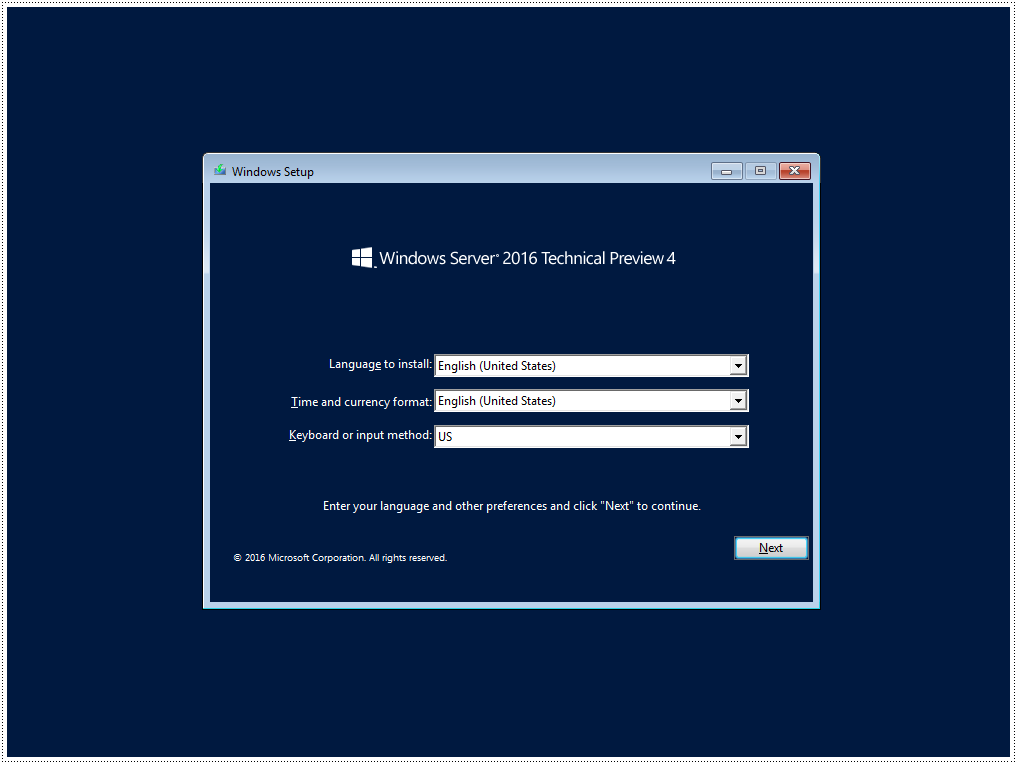 Windows Setup
Windows Server® 2016 Technical Preview 4
Language to install: English (United States)
Time and currency format: English (United States)
Keyboard or input method: US
Enter your language and other preferences and click "Next" to continue.
Next
© 2016 Microsoft Corporation. All rights reserved.